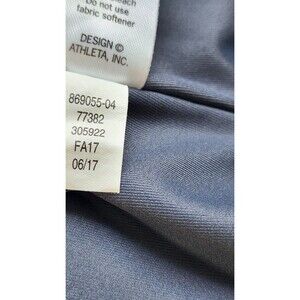 Do not use
fabric softener
DESIGN ©
ATHLETA, INC.
869055-04
77382
305922
FA17
06/17